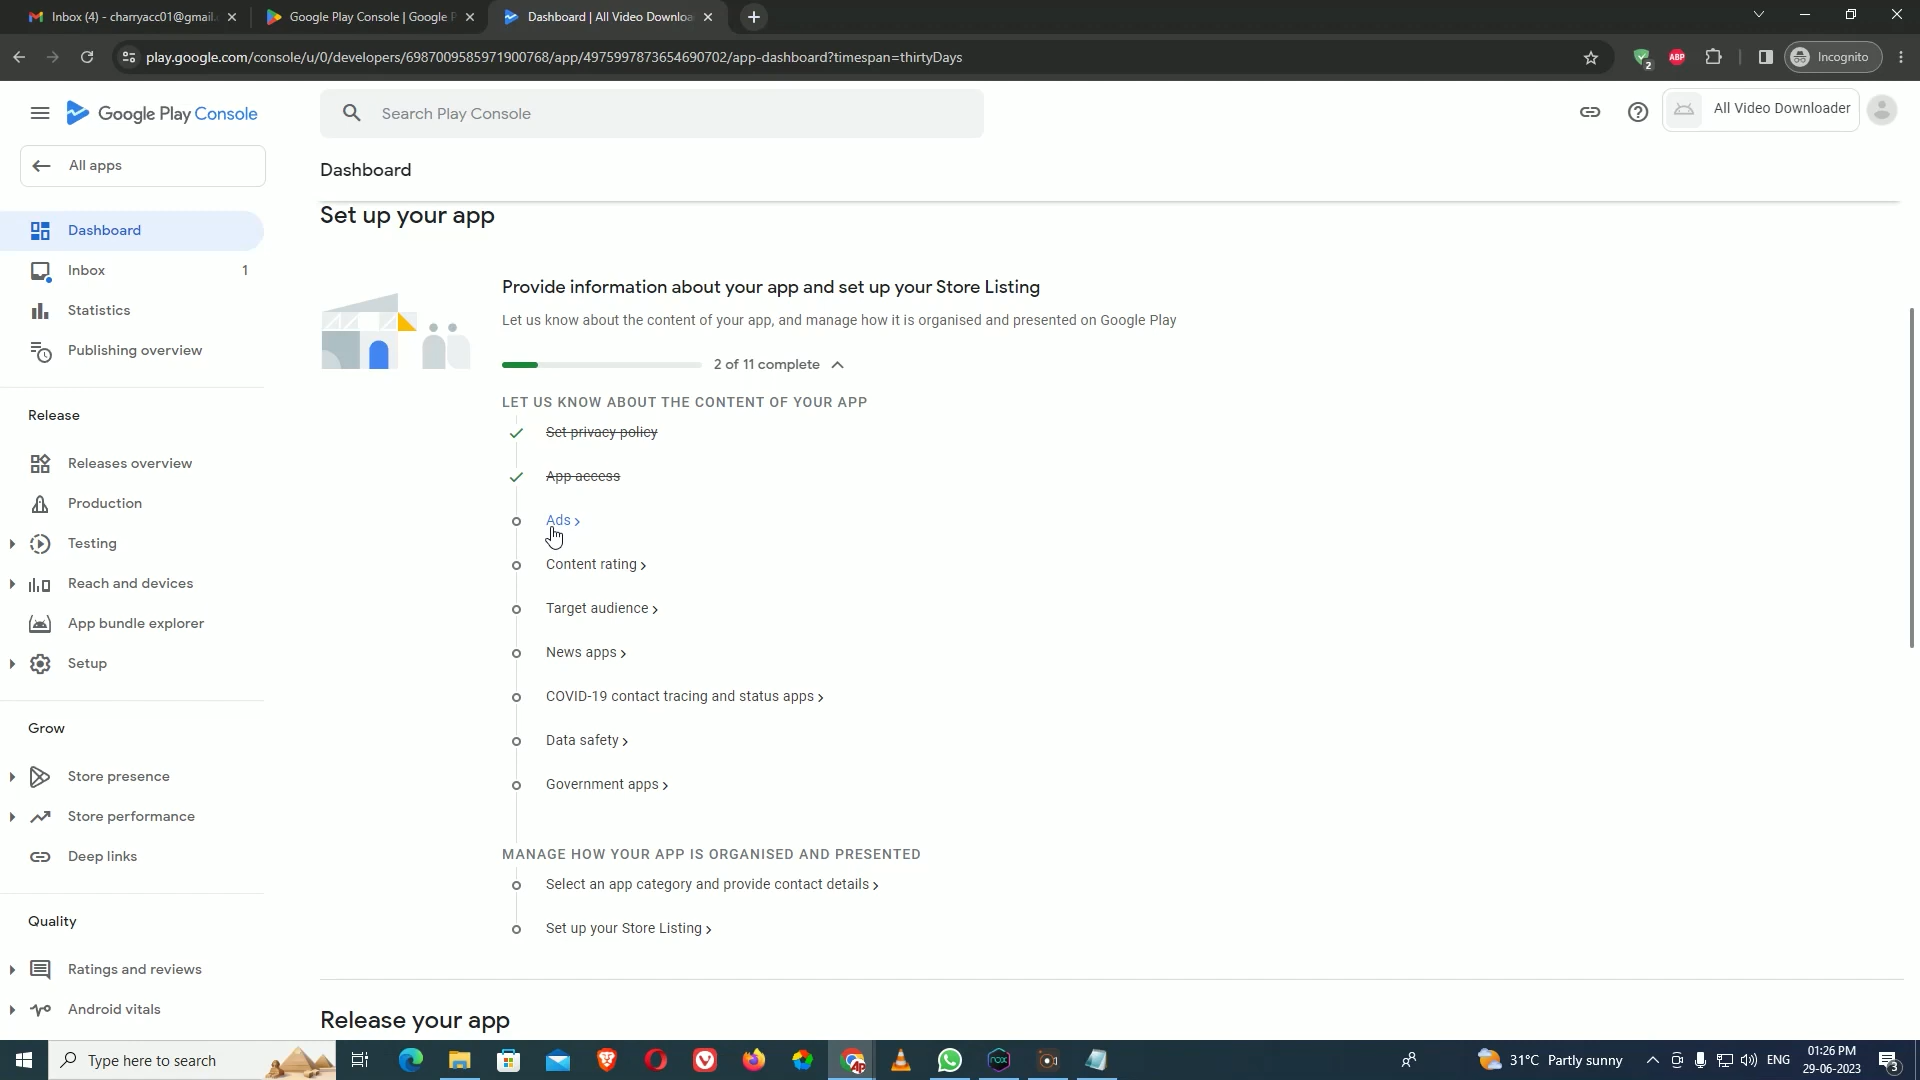 Inbox (4) - charryacc01@gmail.
Google Play Console | Google P
Dashboard | All Video Downloa
play.google.com/console/u/0/developers/6987009585971900768/app/4975997873654690702/app-dashboard?timespan=thirtyDays
2
ABP
Incognito
Google Play Console
Search Play Console
All Video Downloader
All apps
Dashboard
Dashboard
Inbox
1
Statistics
Publishing overview
Release
Releases overview
Production
Testing
Reach and devices
App bundle explorer
Setup
Grow
Store presence
Store performance
Deep links
Quality
Ratings and reviews
Android vitals
Set up your app
Provide information about your app and set up your Store Listing
Let us know about the content of your app, and manage how it is organised and presented on Google Play
2 of 11 complete
LET US KNOW ABOUT THE CONTENT OF YOUR APP
Set privacy policy
App access
Ads
Content rating
Target audience
News apps
COVID-19 contact tracing and status apps
Data safety
Government apps
MANAGE HOW YOUR APP IS ORGANISED AND PRESENTED
Select an app category and provide contact details
Set up your Store Listing
Release your app
Type here to search
31°C Partly sunny
ENG
01:26 PM
29-06-2023
3